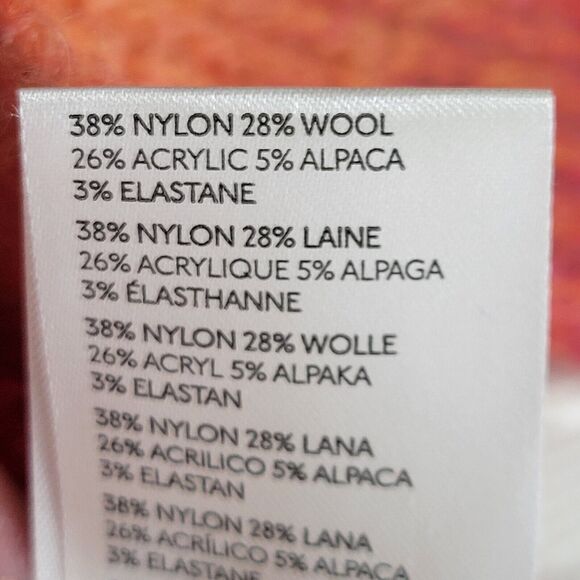 38% NYLON 28% WOOL
26% ACRYLIC 5% ALPACA
3% ELASTANE
38% NYLON 28% LAINE
26% ACRYLIQUE 5% ALPAGA
3% ÉLASTHANNE
38% NYLON 28% WOLLE
26% ACRYL 5% ALPAKA
3% ELASTAN
38% NYLON 28% LANA
26% ACRILICO 5% ALPACA
3% ELASTAN
38% NYLON 28% LANA
26% ACRÍLICO 5% ALPACA
3% ELASTANE